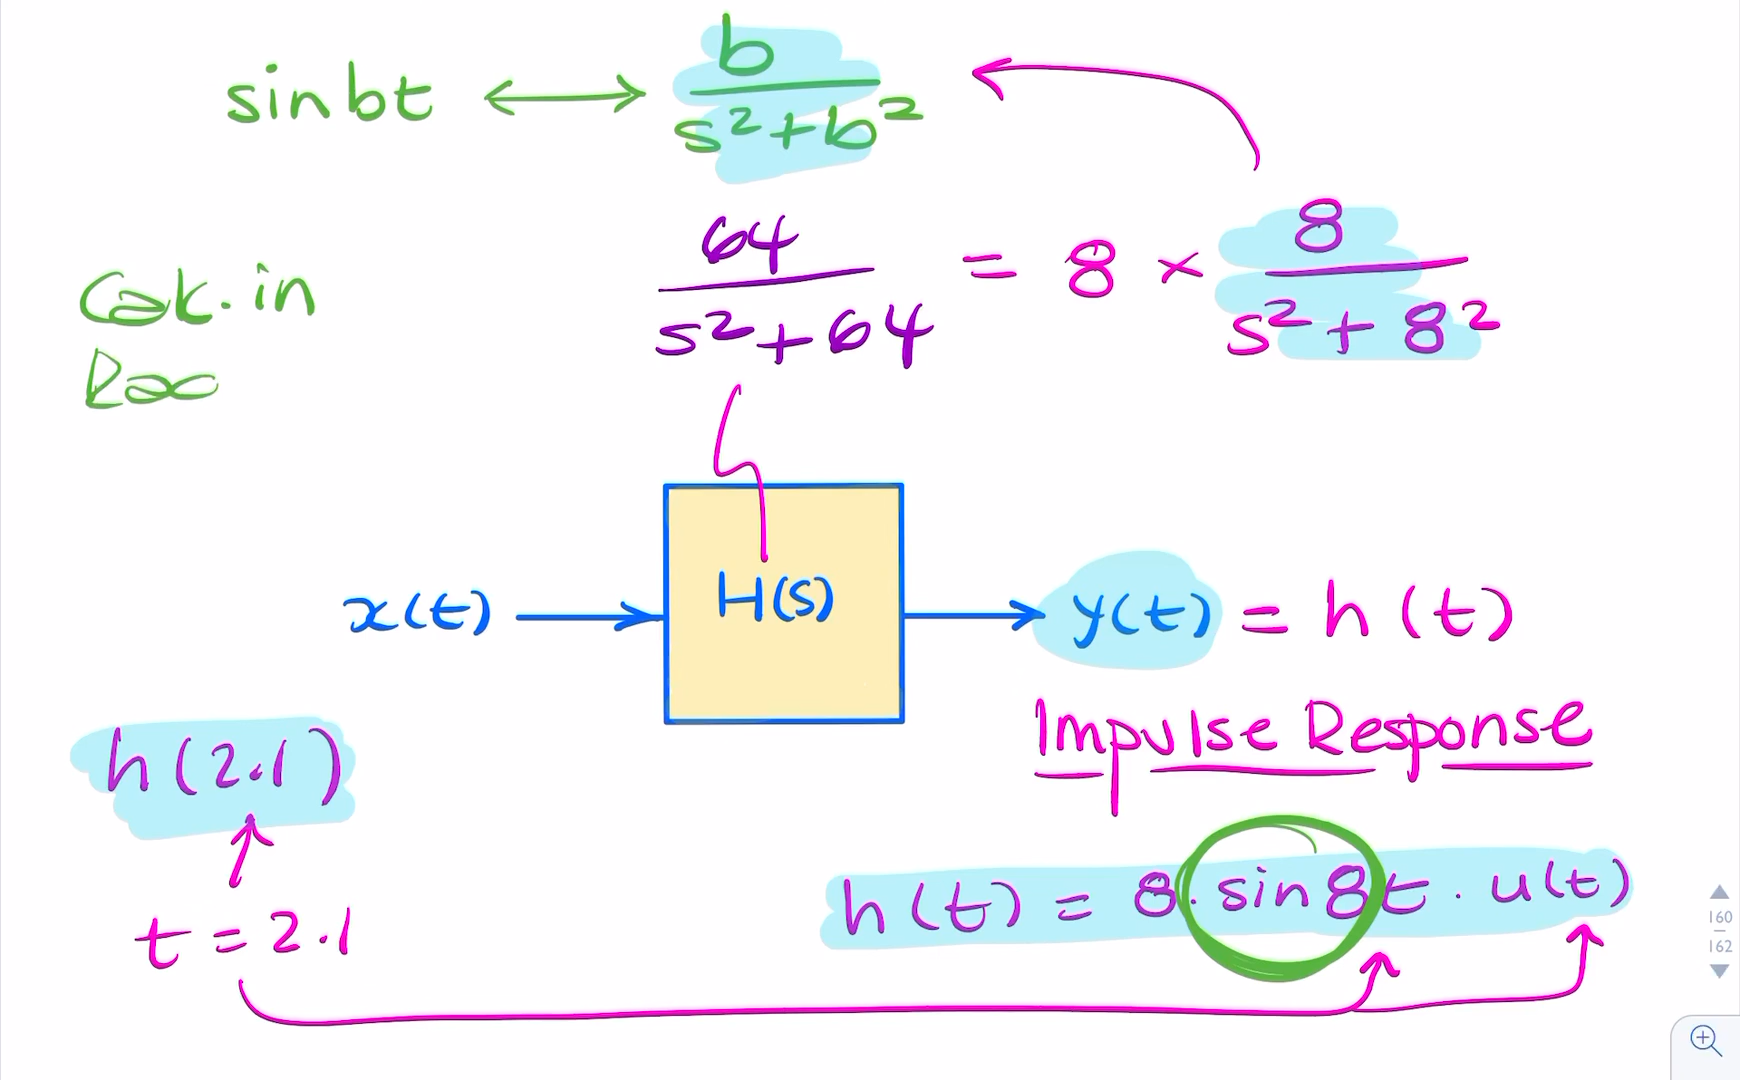 sin bt ↔ b / (s² + b²)
64 / (s² + 64) = 8 × 8 / (s² + 8²)
Calc. in
Rad
H(s)
x(t) → y(t) = h(t)
Impulse Response
h(2.1)
h(t) = 8 · sin 8t · u(t)
t = 2.1
160
162